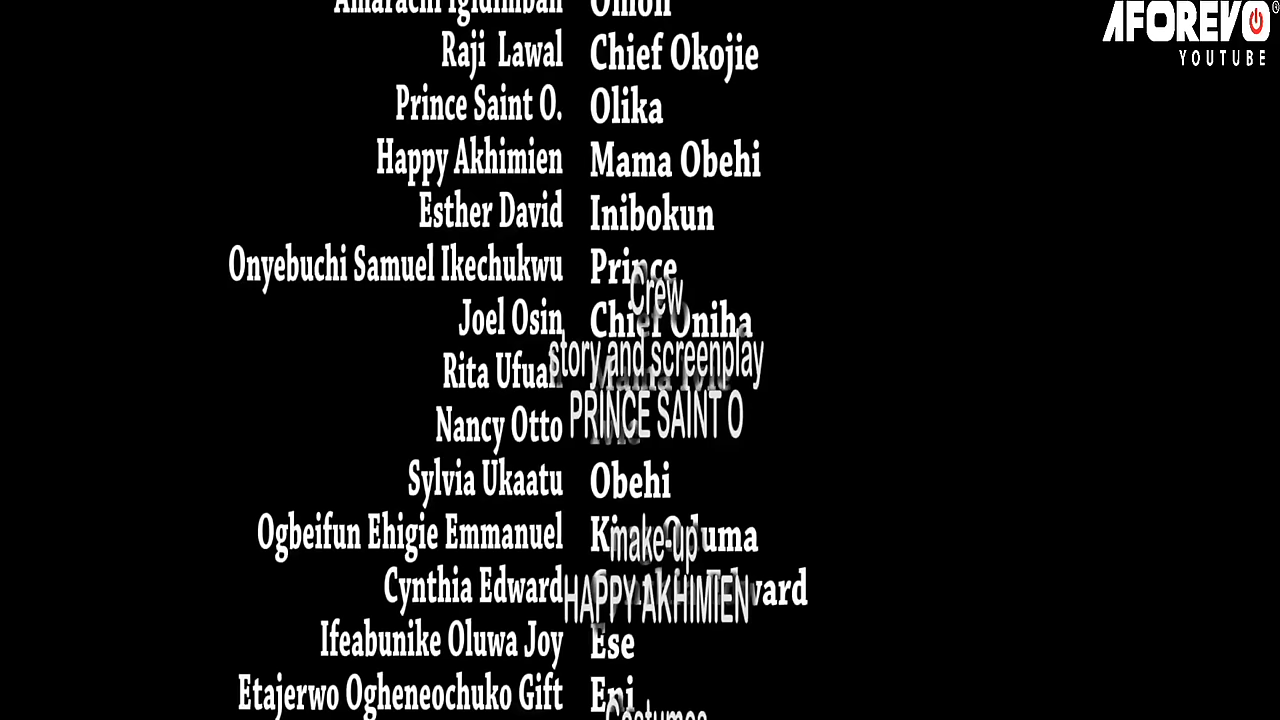 AFOREVO
YOUTUBE
Raji Lawal Chief Okojie
Prince Saint O. Olika
Happy Akhimien Mama Obehi
Esther David Inibokun
Onyebuchi Samuel Ikechukwu Prince
Crew
Joel Osin Chief Oniha
story and screenplay
Rita
PRINCE SAINT O
Nancy Otto
Sylvia Ukaatu Obehi
Ogbeifun Ehigie Emmanuel
make-up
Cynthia Edward
HAPPY AKHIMIEN
Ifeabunike Oluwa Joy Ese
Etajerwo Ogheneochuko Gift
Costumes